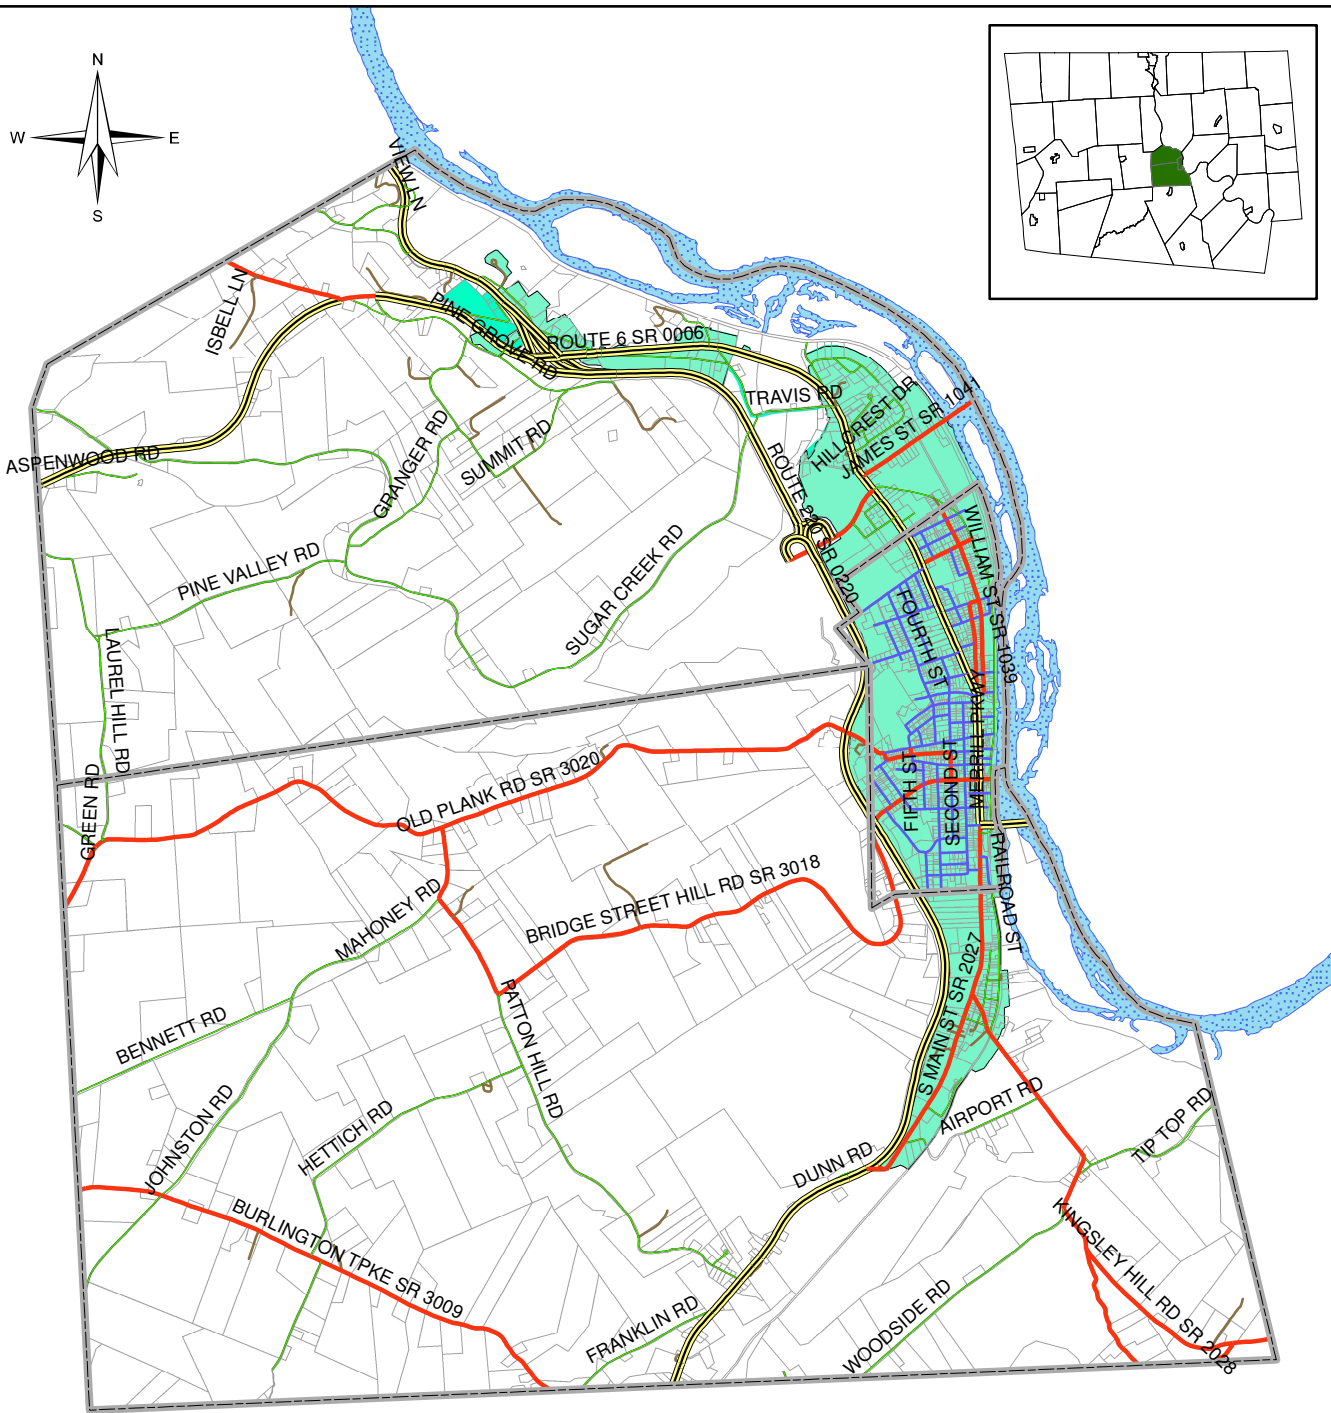 N
W
E
S
VIEW LN
ISBELL LN
PINE GROVE RD
ROUTE 6 SR 0006
TRAVIS RD
HILLCREST DR
JAMES ST SR 1041
ASPENWOOD RD
GRANGER RD
SUMMIT RD
ROUTE 220 SR 0220
WILLIAM ST SR 1039
PINE VALLEY RD
SUGAR CREEK RD
FOURTH ST
LAUREL HILL RD
MERRILL PKWY
GREEN RD
OLD PLANK RD SR 3020
FIFTH ST
SECOND ST
RAILROAD ST
MAHONEY RD
BRIDGE STREET HILL RD SR 3018
S MAIN ST SR 2027
BENNETT RD
PATTON HILL RD
JOHNSTON RD
HETTICH RD
AIRPORT RD
TIP TOP RD
DUNN RD
BURLINGTON TPKE SR 3009
KINGSLEY HILL RD SR 2028
FRANKLIN RD
WOODSIDE RD